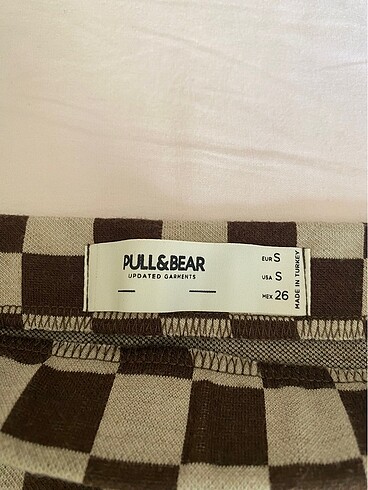 PULL&BEAR
UPDATED GARMENTS
EUR S
USA S
MEX 26
MADE IN TURKEY